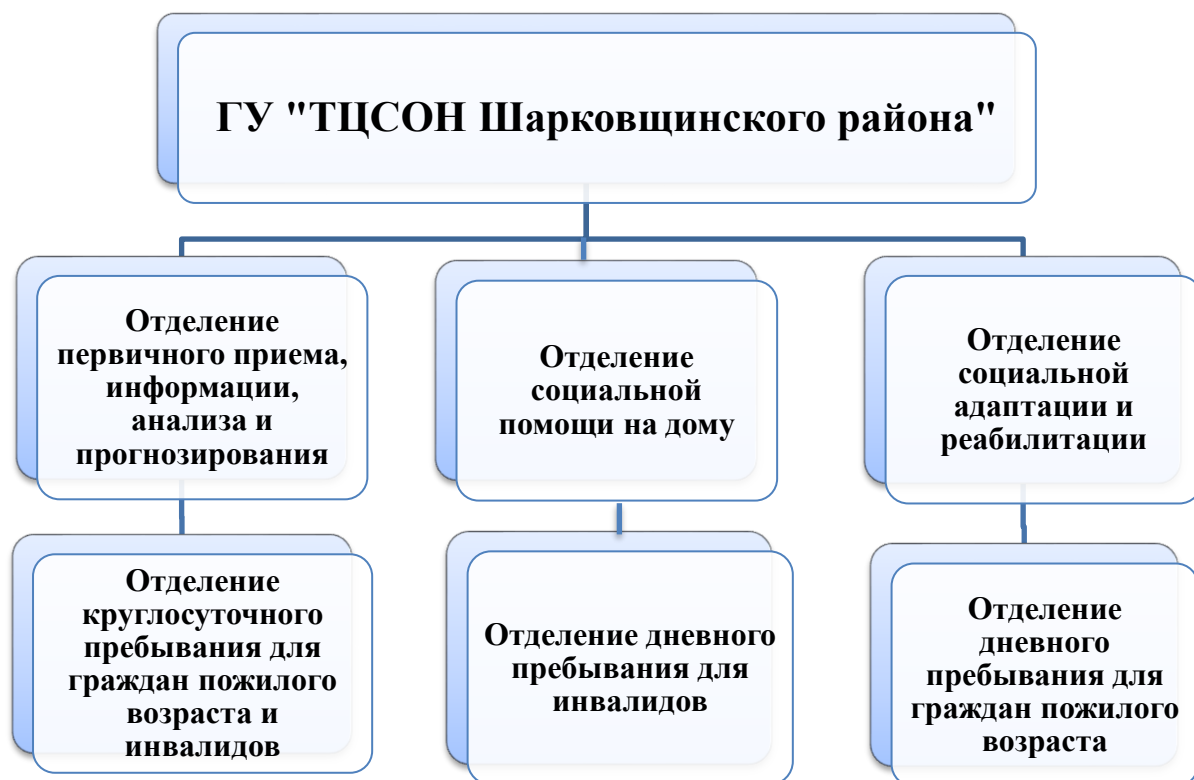 ГУ "ТЦСОН Шарковщинского района"
Отделение
первичного приема,
информации,
анализа и
прогнозирования
Отделение
социальной
помощи на дому
Отделение
социальной
адаптации и
реабилитации
Отделение
круглосуточного
пребывания для
граждан пожилого
возраста и
инвалидов
Отделение дневного
пребывания для
инвалидов
Отделение
дневного
пребывания для
граждан пожилого
возраста